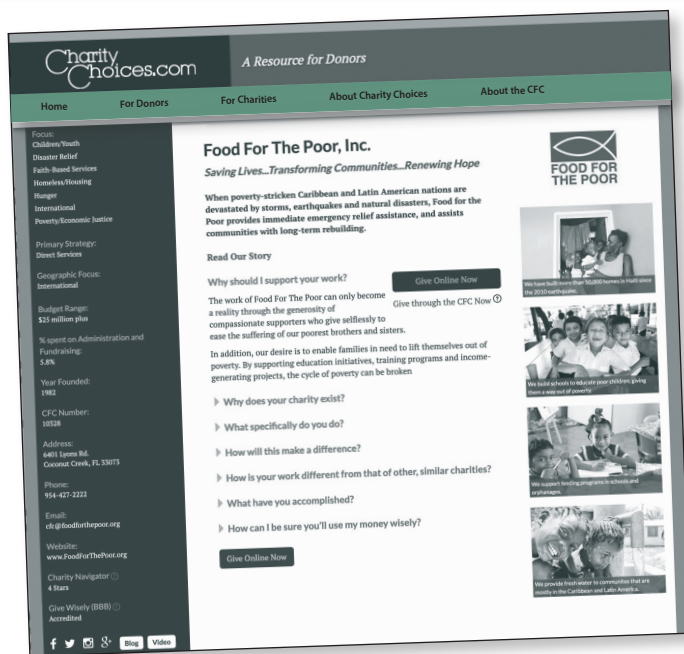 Charity
Choices.com
A Resource for Donors
Home
For Donors
For Charities
About Charity Choices
About the CFC
Focus:
Children/Youth
Disaster Relief
Faith-Based Services
Homeless/Housing
Hunger
International
Poverty/Economic Justice
Primary Strategy:
Direct Services
Geographic Focus:
International
Budget Range:
$25 million plus
% spent on Administration and
Fundraising:
5.8%
Year Founded:
1982
CFC Number:
10328
Address:
6401 Lyons Rd.
Coconut Creek, FL 33073
Phone:
954-427-2222
Email:
cfc@foodforthepoor.org
Website:
www.FoodForThePoor.org
Charity Navigator ?
4 Stars
Give Wisely (BBB) ?
Accredited
Blog
Video
Food For The Poor, Inc.
Saving Lives...Transforming Communities...Renewing Hope
When poverty-stricken Caribbean and Latin American nations are
devastated by storms, earthquakes and natural disasters, Food for the
Poor provides immediate emergency relief assistance, and assists
communities with long-term rebuilding.
Read Our Story
Why should I support your work?
The work of Food For The Poor can only become
a reality through the generosity of
compassionate supporters who give selflessly to
ease the suffering of our poorest brothers and sisters.
Give Online Now
Give through the CFC Now ?
In addition, our desire is to enable families in need to lift themselves out of
poverty. By supporting education initiatives, training programs and income-
generating projects, the cycle of poverty can be broken
Why does your charity exist?
What specifically do you do?
How will this make a difference?
How is your work different from that of other, similar charities?
What have you accomplished?
How can I be sure you'll use my money wisely?
Give Online Now
FOOD FOR
THE POOR
We have built more than 50,000 homes in Haiti since
the 2010 earthquake.
We build schools to educate poor children, giving
them a way out of poverty.
We support feeding programs in schools and
orphanages.
We provide fresh water to communities that are
mostly in the Caribbean and Latin America.